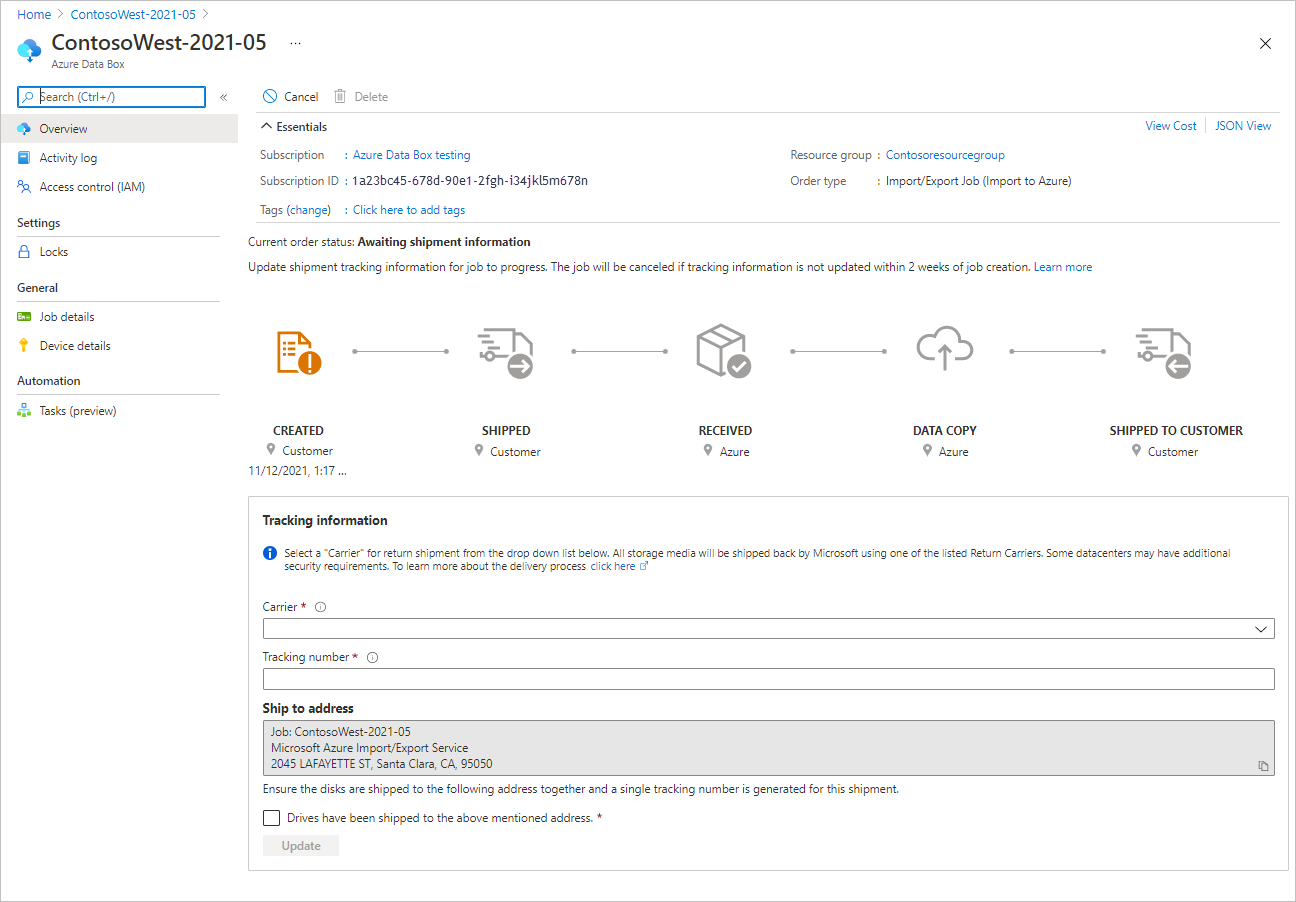 Home > ContosoWest-2021-05 >
ContosoWest-2021-05 ...
Azure Data Box
Search (Ctrl+/) «
Overview
Activity log
Access control (IAM)
Settings
Locks
General
Job details
Device details
Automation
Tasks (preview)
Cancel Delete
Essentials View Cost JSON View
Subscription : Azure Data Box testing
Subscription ID : 1a23bc45-678d-90e1-2fgh-i34jkl5m678n
Tags (change) : Click here to add tags
Resource group : Contosoresourcegroup
Order type : Import/Export Job (Import to Azure)
Current order status: Awaiting shipment information
Update shipment tracking information for job to progress. The job will be canceled if tracking information is not updated within 2 weeks of job creation. Learn more
CREATED
Customer
11/12/2021, 1:17 ...
SHIPPED
Customer
RECEIVED
Azure
DATA COPY
Azure
SHIPPED TO CUSTOMER
Customer
Tracking information
Select a "Carrier" for return shipment from the drop down list below. All storage media will be shipped back by Microsoft using one of the listed Return Carriers. Some datacenters may have additional
security requirements. To learn more about the delivery process click here
Carrier *
Tracking number *
Ship to address
Job: ContosoWest-2021-05
Microsoft Azure Import/Export Service
2045 LAFAYETTE ST, Santa Clara, CA, 95050
Ensure the disks are shipped to the following address together and a single tracking number is generated for this shipment.
Drives have been shipped to the above mentioned address. *
Update